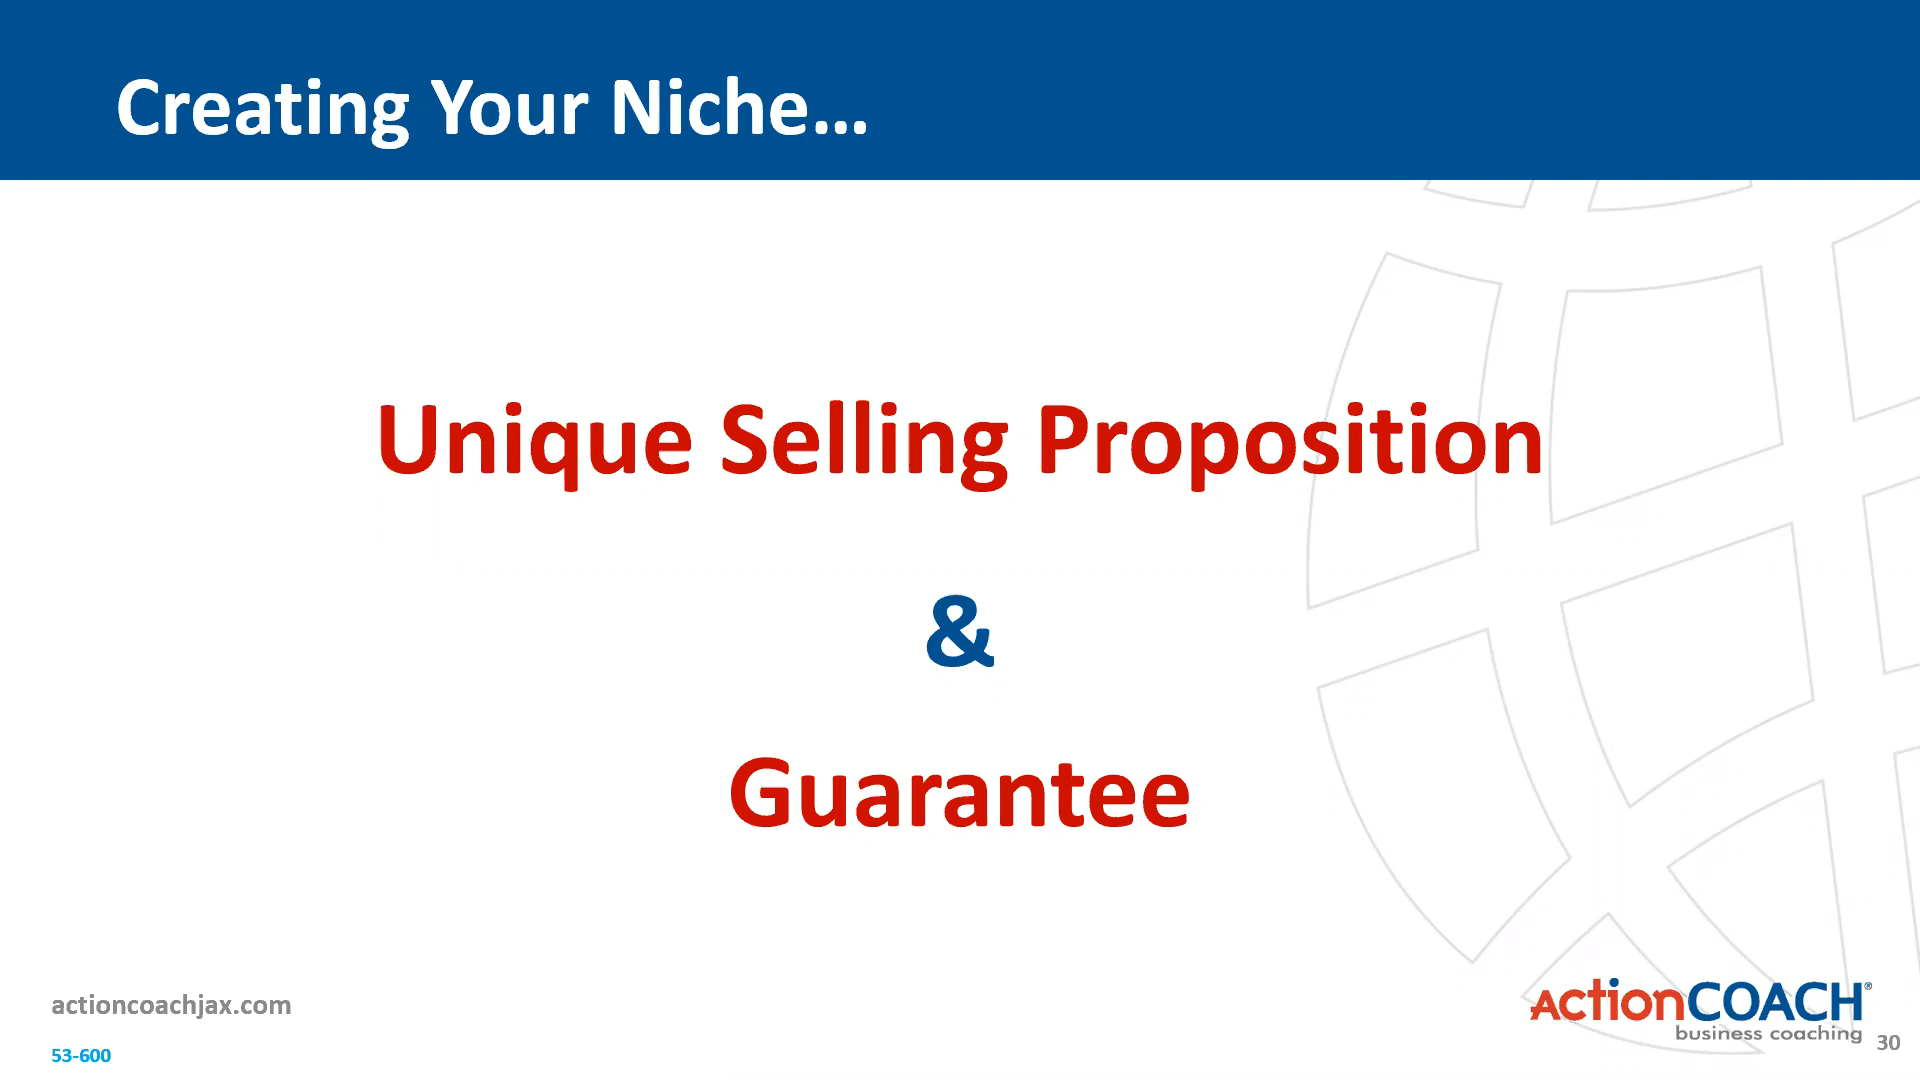 Creating Your Niche...
Unique Selling Proposition
&
Guarantee
actioncoachjax.com
53-600
ActionCOACH®
business coaching
30